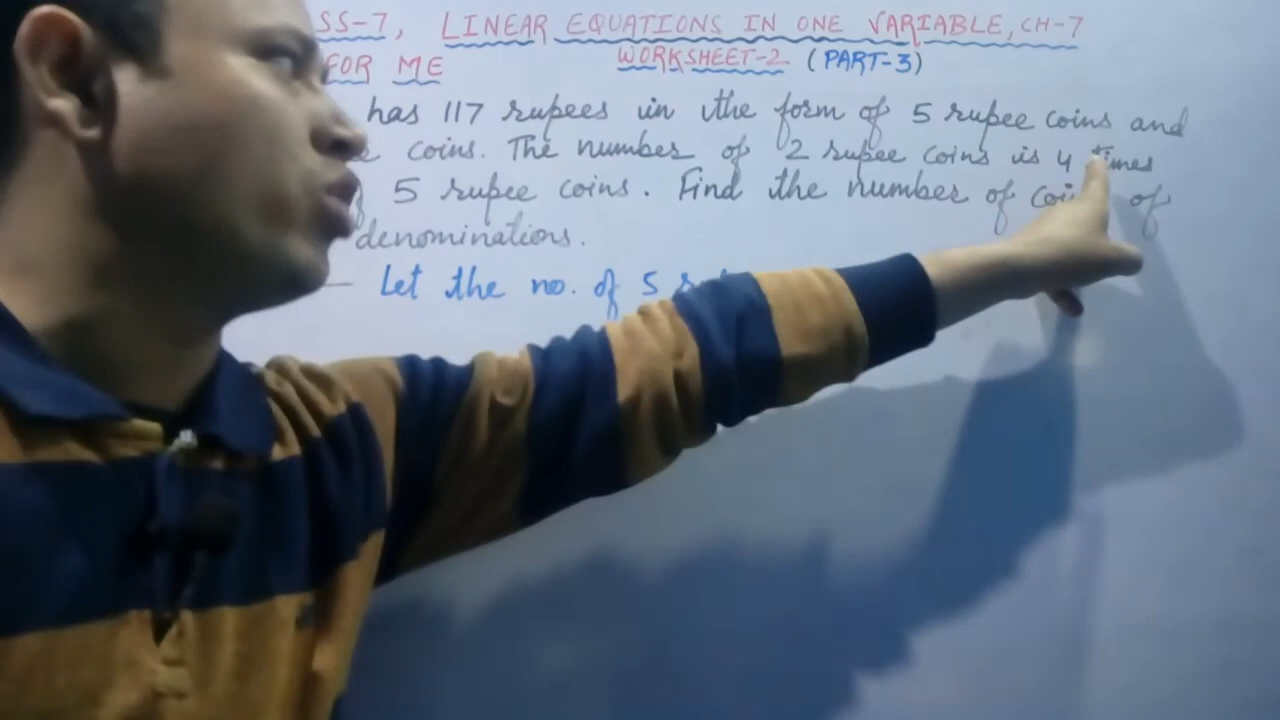 SS-7, LINEAR EQUATIONS IN ONE VARIABLE, CH-7
FOR ME WORKSHEET-2 (PART-3)
has 117 rupees in the form of 5 rupee coins and
coins. The number of 2 rupee coins is 4 times
5 rupee coins. Find the number of of
denominations.
Let the no. of 5